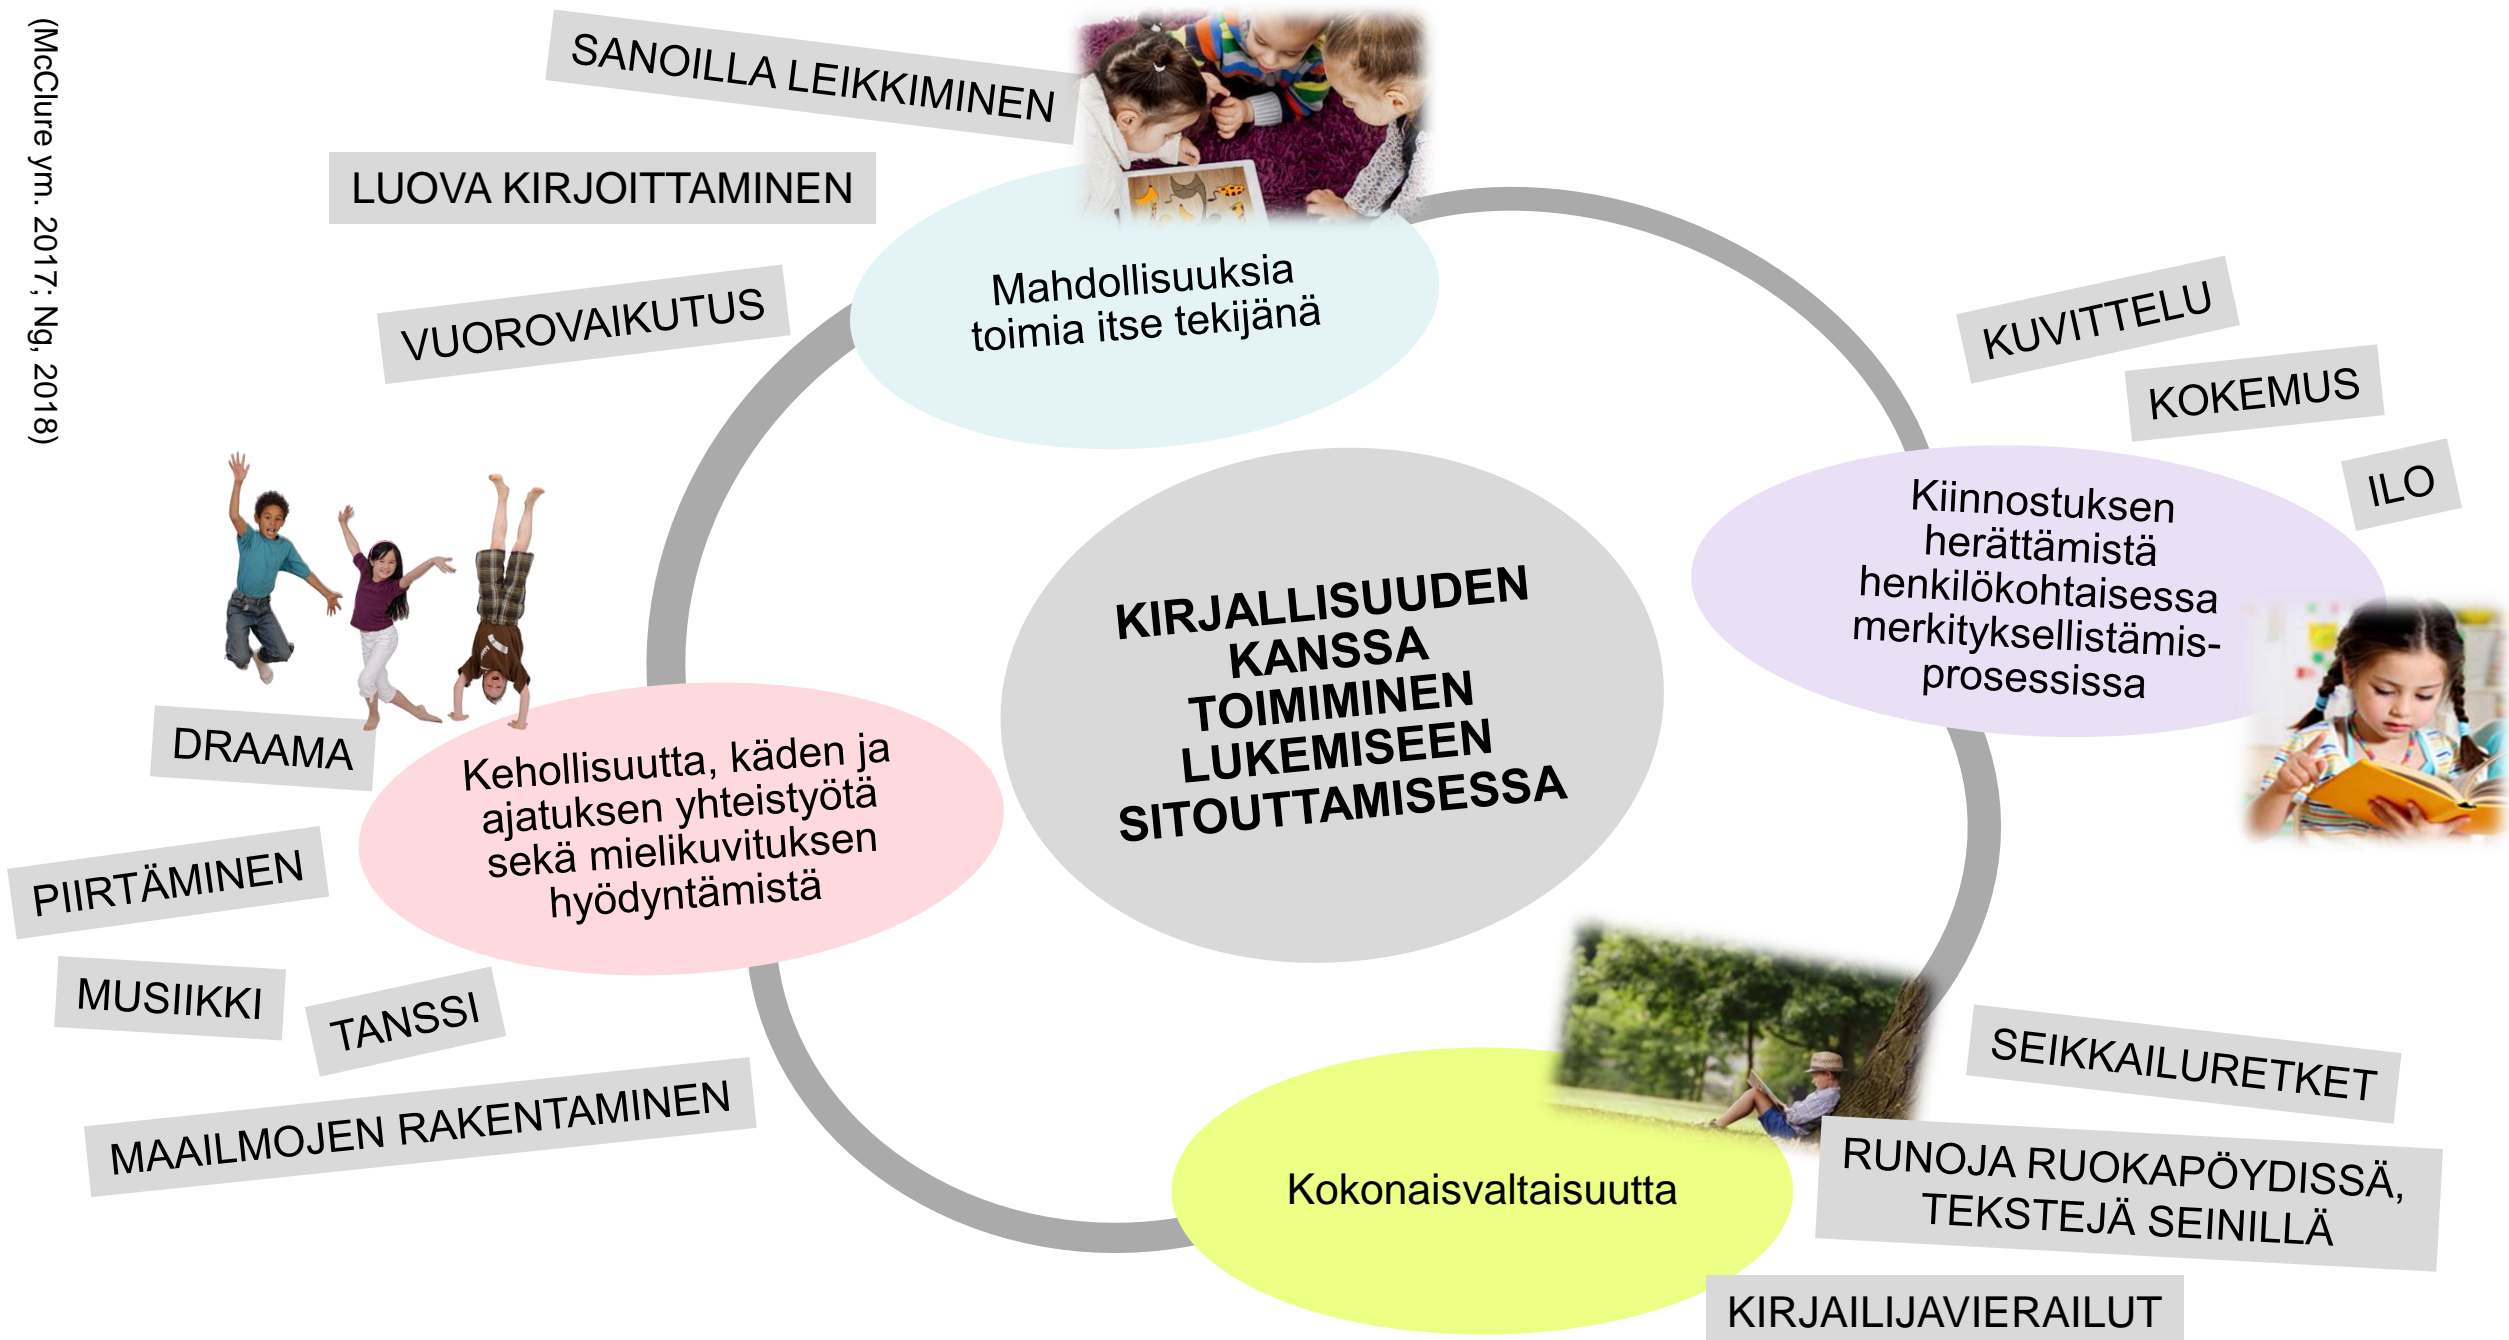 (McClure ym. 2017; Ng, 2018)
SANOILLA LEIKKIMINEN
LUOVA KIRJOITTAMINEN
VUOROVAIKUTUS
Mahdollisuuksia
toimia itse tekijänä
KUVITTELU
KOKEMUS
ILO
Kiinnostuksen
herättämistä
henkilökohtaisessa
merkityksellistämis-
prosessissa
KIRJALLISUUDEN
KANSSA
TOIMIMINEN
LUKEMISEEN
SITOUTTAMISESSA
DRAAMA
Kehollisuutta, käden ja
ajatuksen yhteistyötä
sekä mielikuvituksen
hyödyntämistä
PIIRTÄMINEN
MUSIIKKI
TANSSI
MAAILMOJEN RAKENTAMINEN
Kokonaisvaltaisuutta
SEIKKAILURETKET
RUNOJA RUOKAPÖYDISSÄ,
TEKSTEJÄ SEINILLÄ
KIRJAILIJAVIERAILUT